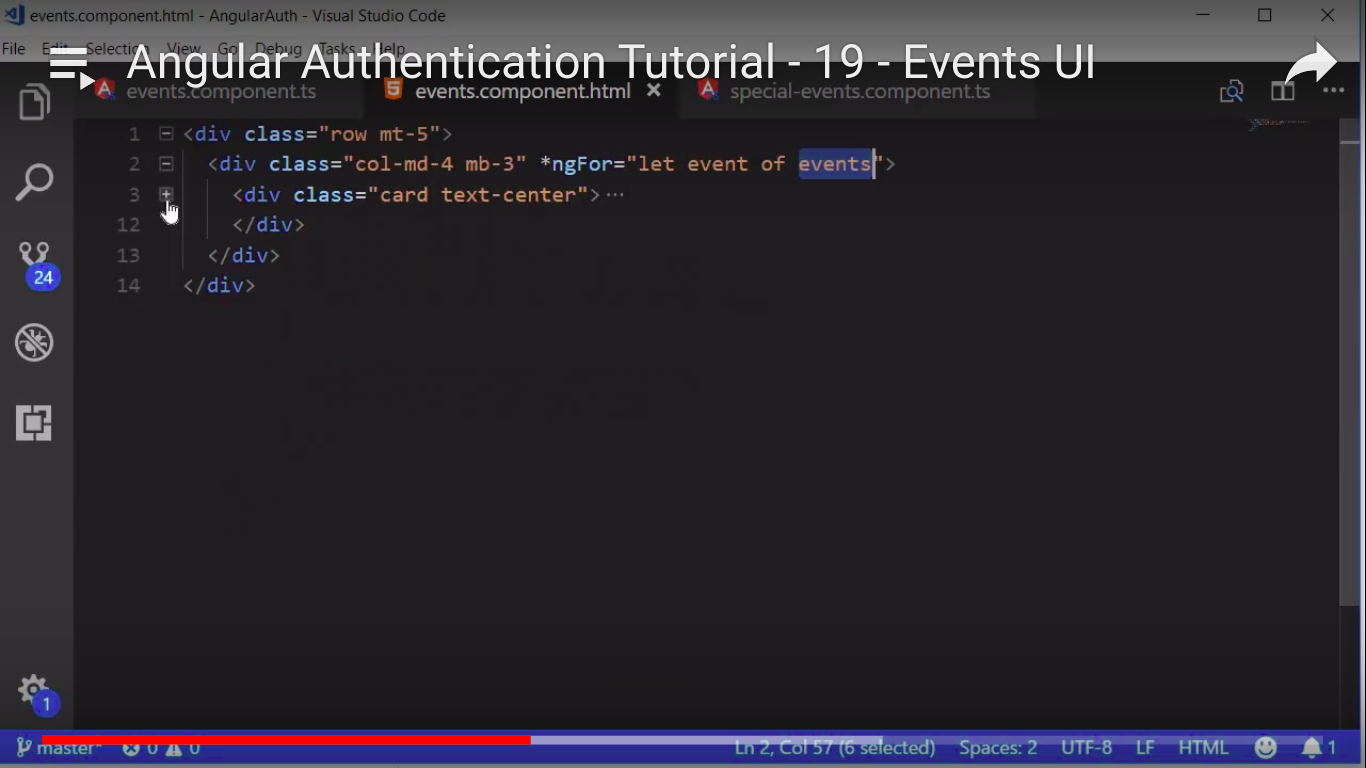 events.component.html - AngularAuth - Visual Studio Code
File Edit Selection View Go Debug Tasks Help
Angular Authentication Tutorial - 19 - Events UI
events.component.ts events.component.html special-events.component.ts
1 <div class="row mt-5">
2 <div class="col-md-4 mb-3" *ngFor="let event of events">
3 <div class="card text-center">...
12 </div>
13 </div>
14 </div>
24
1
master* 0 0 Ln 2, Col 57 (6 selected) Spaces: 2 UTF-8 LF HTML 1